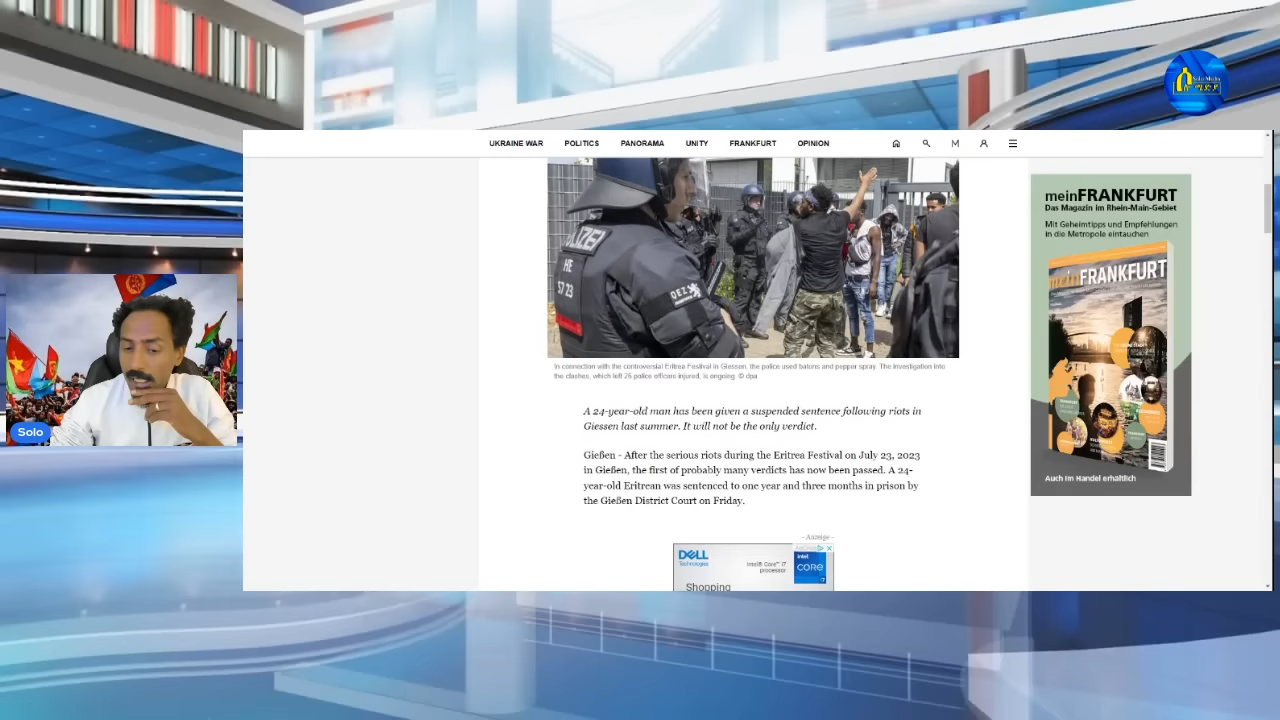 Solo Media
ሶሎ ሚድያ
UKRAINE WAR POLITICS PANORAMA UNITY FRANKFURT OPINION
POLIZEI
HE
57 23
OEZ
In connection with the controversial Eritrea Festival in Giessen, the police used batons and pepper spray. The investigation into
the clashes, which left 26 police officers injured, is ongoing. © dpa
A 24-year-old man has been given a suspended sentence following riots in
Giessen last summer. It will not be the only verdict.
Gießen - After the serious riots during the Eritrea Festival on July 23, 2023
in Gießen, the first of probably many verdicts has now been passed. A 24-
year-old Eritrean was sentenced to one year and three months in prison by
the Gießen District Court on Friday.
- Anzeige -
DELL
Technologies
Intel® Core™ i7
processor
intel
CORE
i7
Shopping
meinFRANKFURT
Das Magazin im Rhein-Main-Gebiet
Mit Geheimtipps und Empfehlungen
in die Metropole eintauchen
meinFRANKFURT
Auch im Handel erhältlich
Solo